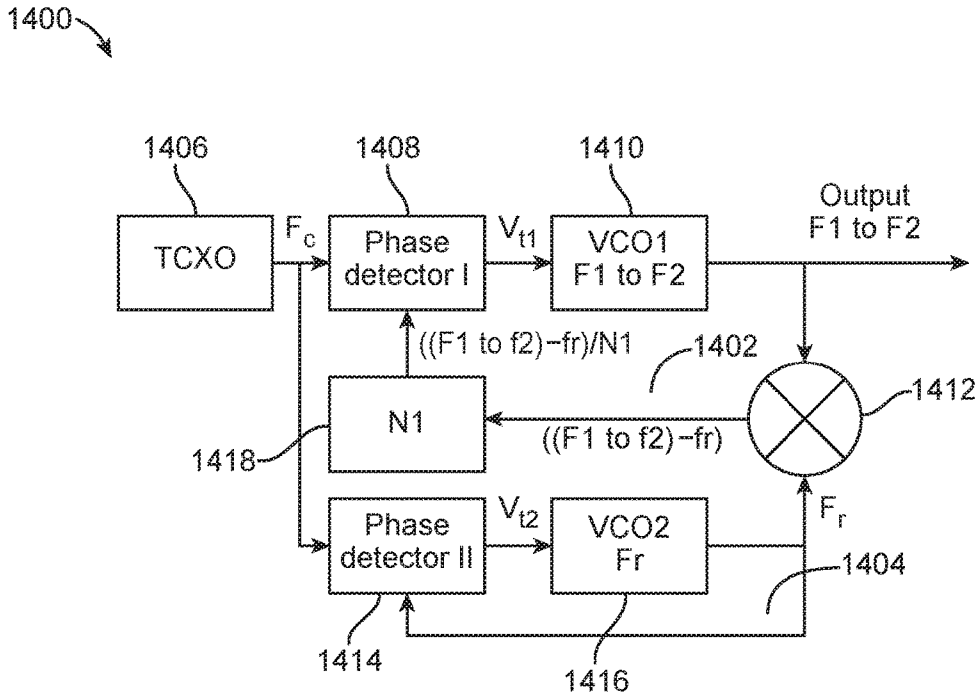 1400
1406
1408
1410
Output
F1 to F2
TCXO
Fc
Phase
detector I
Vt1
VCO1
F1 to F2
((F1 to f2)−fr)/N1
1402
1412
N1
((F1 to f2)−fr)
1418
Phase
detector II
Vt2
VCO2
Fr
Fr
1404
1414
1416